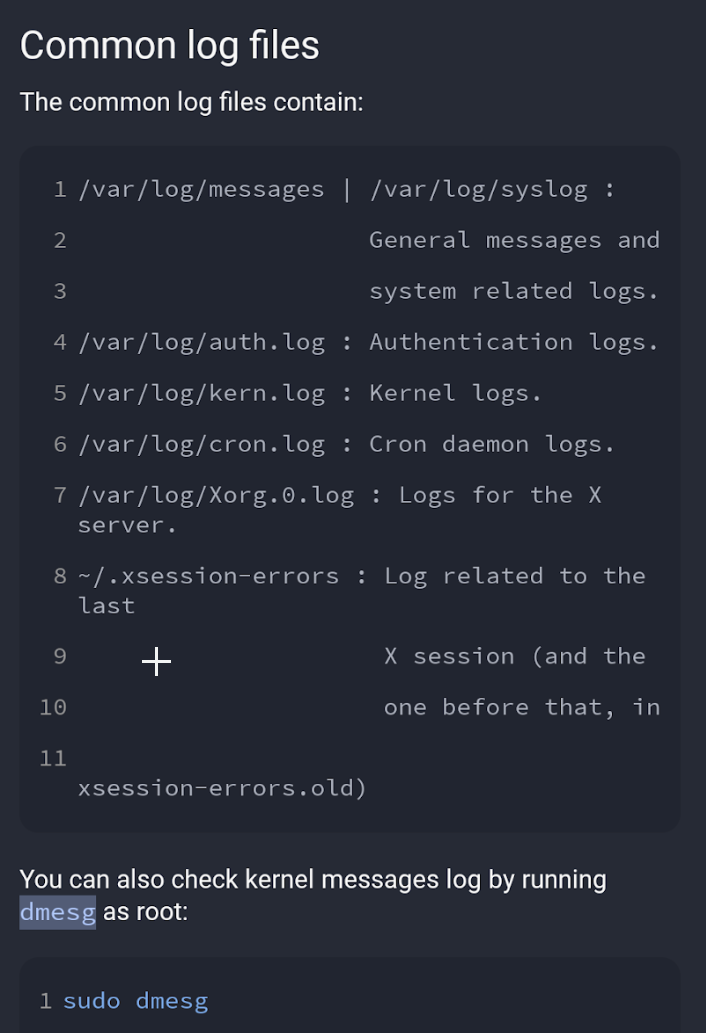 Common log files
The common log files contain:
1 /var/log/messages | /var/log/syslog :
2 General messages and
3 system related logs.
4 /var/log/auth.log : Authentication logs.
5 /var/log/kern.log : Kernel logs.
6 /var/log/cron.log : Cron daemon logs.
7 /var/log/Xorg.0.log : Logs for the X
server.
8 ~/.xsession-errors : Log related to the
last
9 X session (and the
10 one before that, in
11
xsession-errors.old)
You can also check kernel messages log by running
dmesg as root:
1 sudo dmesg